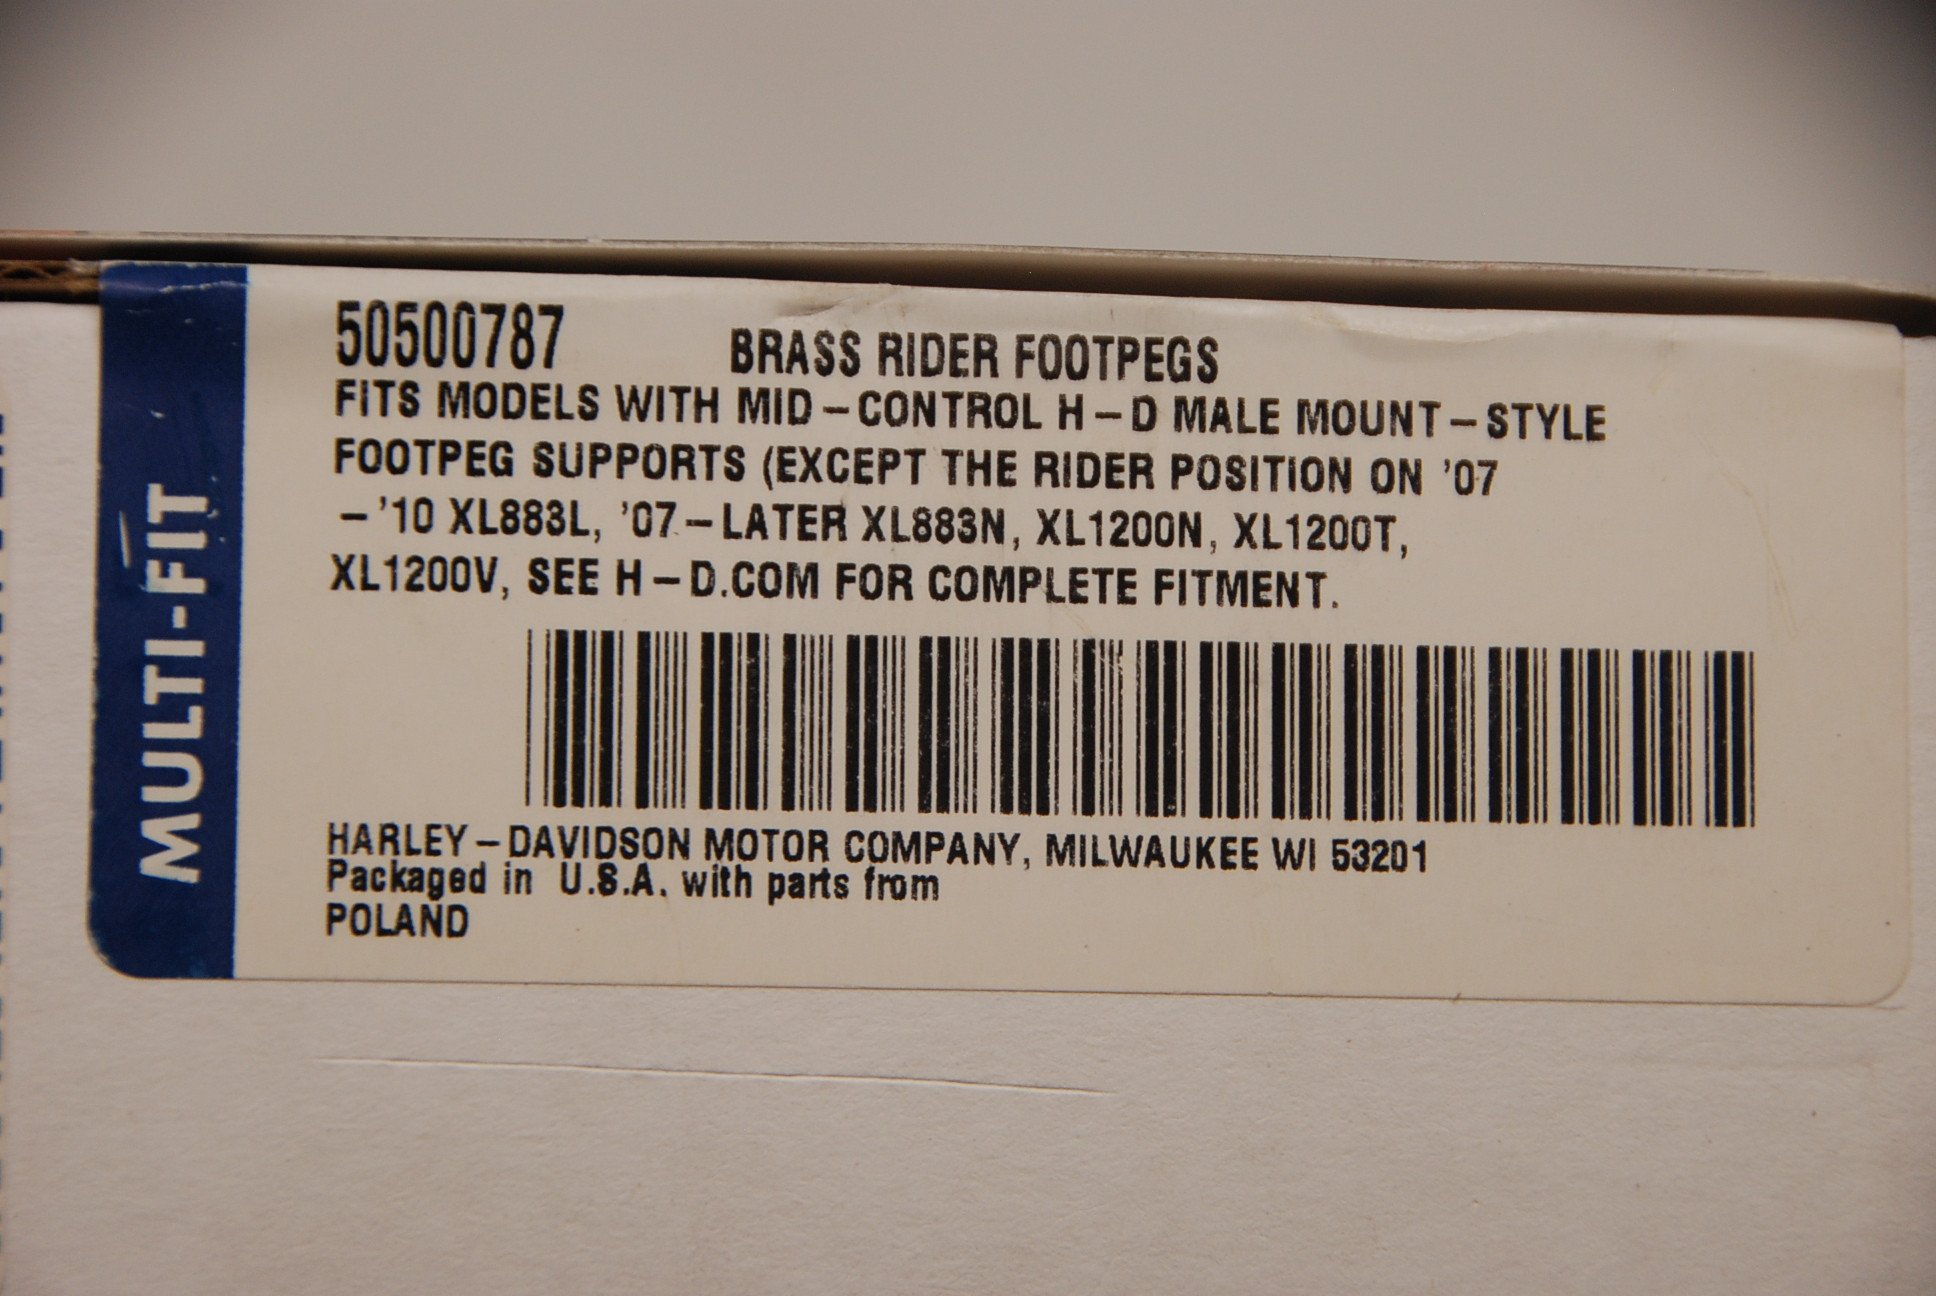 MULTI-FIT
50500787 BRASS RIDER FOOTPEGS
FITS MODELS WITH MID-CONTROL H-D MALE MOUNT-STYLE
FOOTPEG SUPPORTS (EXCEPT THE RIDER POSITION ON '07
-'10 XL883L, '07-LATER XL883N, XL1200N, XL1200T,
XL1200V, SEE H-D.COM FOR COMPLETE FITMENT.
HARLEY-DAVIDSON MOTOR COMPANY, MILWAUKEE WI 53201
Packaged in U.S.A. with parts from
POLAND